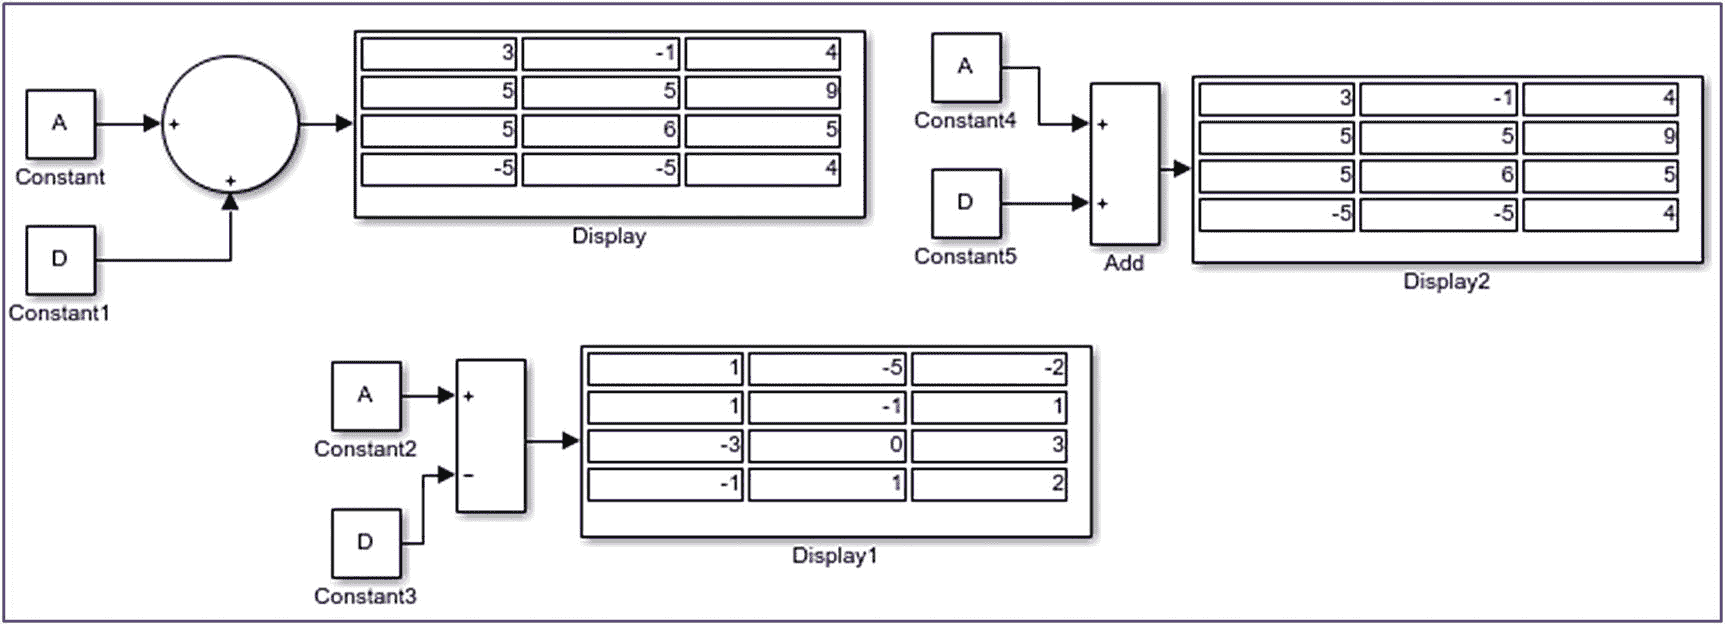 A
+
+
Constant
D
Constant1
3 -1 4
5 5 9
5 6 5
-5 -5 4
Display
A
Constant4
D
Constant5
+
+
Add
3 -1 4
5 5 9
5 6 5
-5 -5 4
Display2
A
Constant2
D
Constant3
+
−
1 -5 -2
1 -1 1
-3 0 3
-1 1 2
Display1